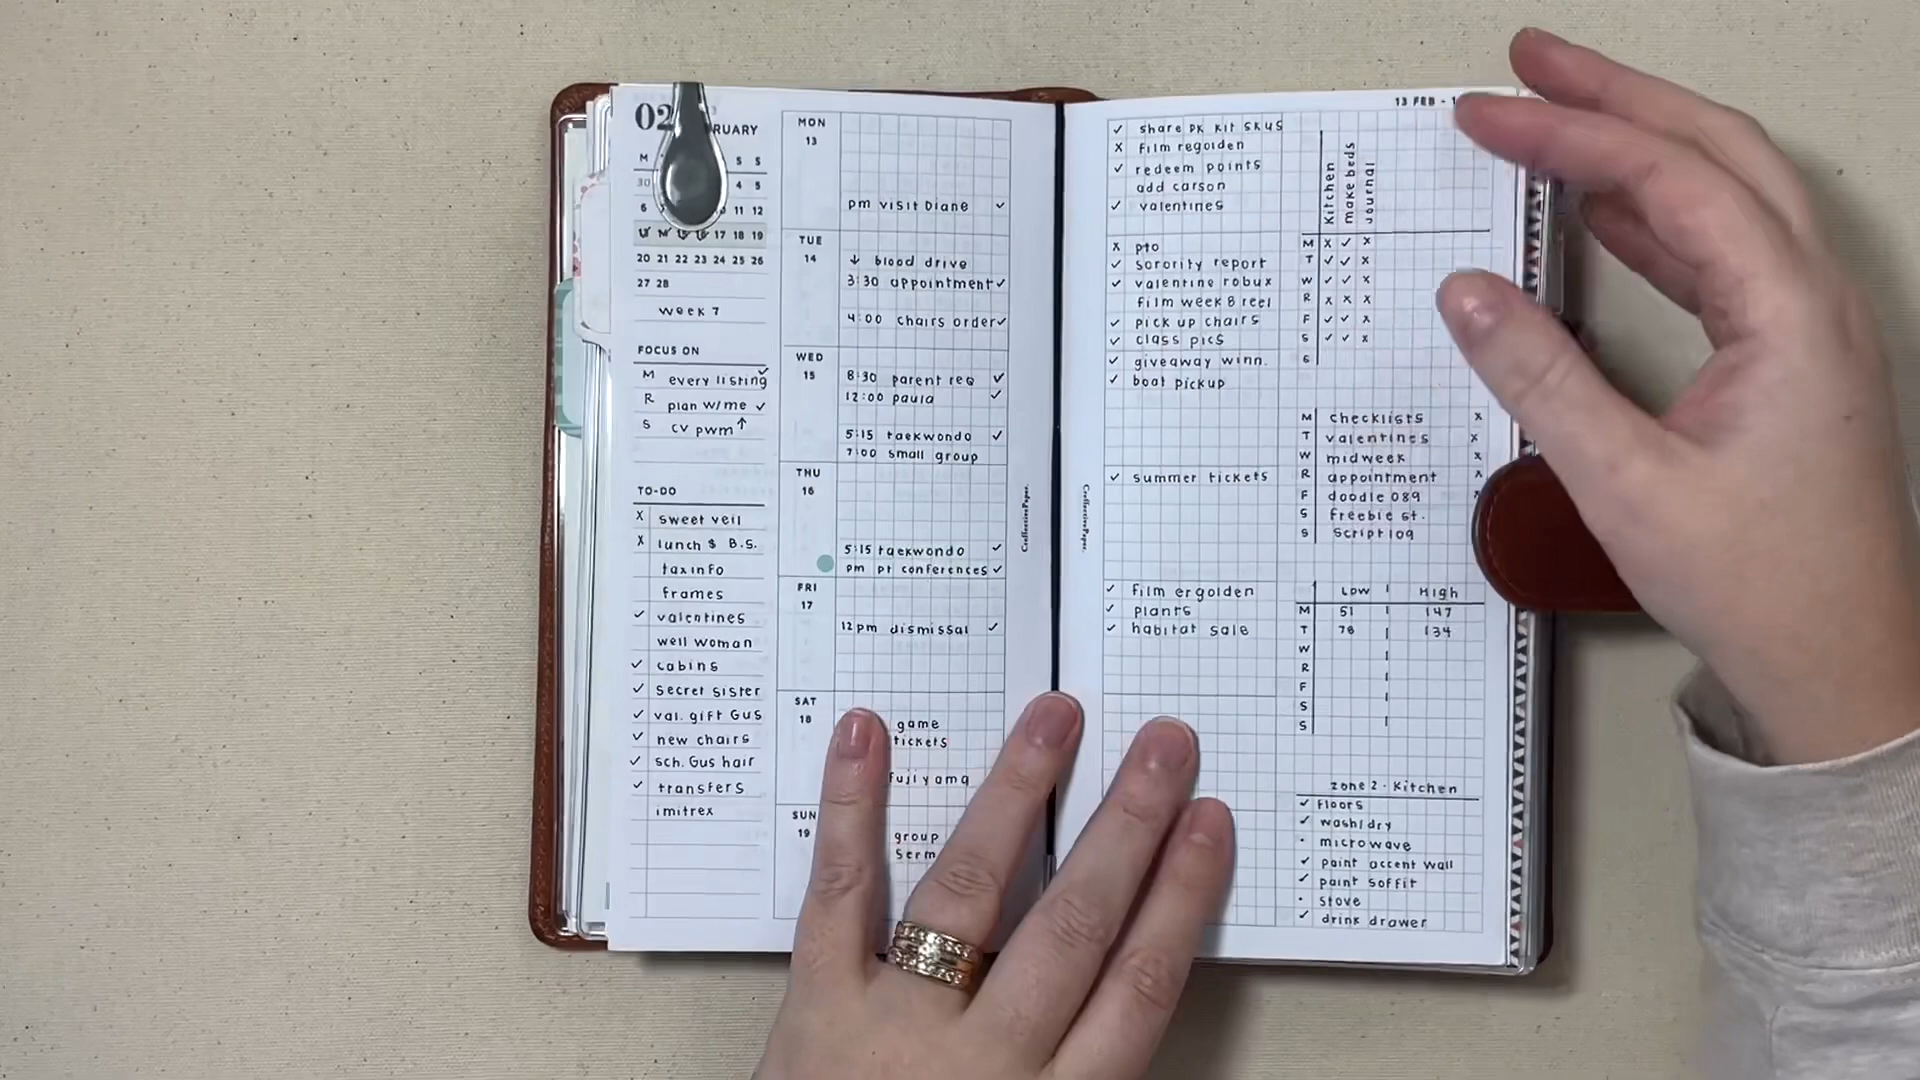 02
RUARY
M S S
30 4 5
6 11 12
17 18 19
20 21 22 23 24 25 26
27 28
week 7
FOCUS ON
M every listing ✓
R plan w/me ✓
S cv pwm ↑
TO-DO
X sweet veil
X lunch $ B.S.
tax info
frames
✓ valentines
well woman
✓ cabins
✓ secret sister
✓ val. gift Gus
✓ new chairs
✓ sch. Gus hair
✓ transfers
imitrex
MON
13
pm visit Diane ✓
TUE
14
↓ blood drive
3:30 appointment ✓
4:00 chairs order ✓
WED
15
8:30 parent req ✓
12:00 paula ✓
5:15 taekwondo ✓
7:00 small group
THU
16
5:15 taekwondo ✓
pm pt conferences ✓
FRI
17
12pm dismissal ✓
SAT
18
game
tickets
fujiyama
SUN
19
group
serm
CraftivePaper.
CraftivePaper.
13 FEB -
✓ share pk kit skus
X film regolden
✓ redeem points
add carson
✓ valentines
X pto
✓ sorority report
✓ valentine robux
film week 8 reel
✓ pick up chairs
✓ class pics
✓ giveaway winn.
✓ boat pickup
✓ summer tickets
✓ film ergolden
✓ plants
✓ habitat sale
kitchen
make beds
journal
M X ✓ X
T ✓ ✓ X
W ✓ ✓ X
R X X X
F ✓ ✓ X
S ✓ ✓ X
S
M checklists X
T valentines X
W midweek X
R appointment X
F doodle 089
S freebie st.
S script 109
LOW High
M 51 147
T 78 134
W
R
F
S
S
zone 2 · Kitchen
✓ floors
✓ wash/dry
· microwave
✓ paint accent wall
✓ paint soffit
· stove
✓ drink drawer